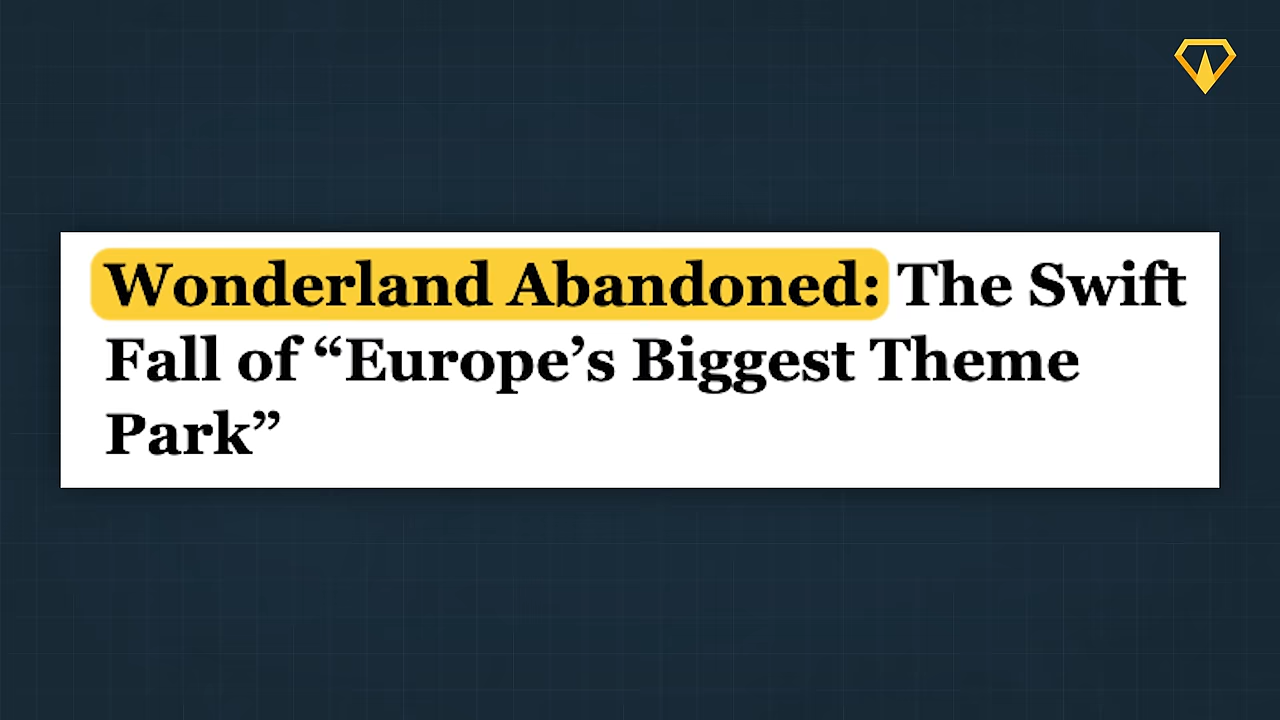 Wonderland Abandoned: The Swift
Fall of “Europe’s Biggest Theme
Park”